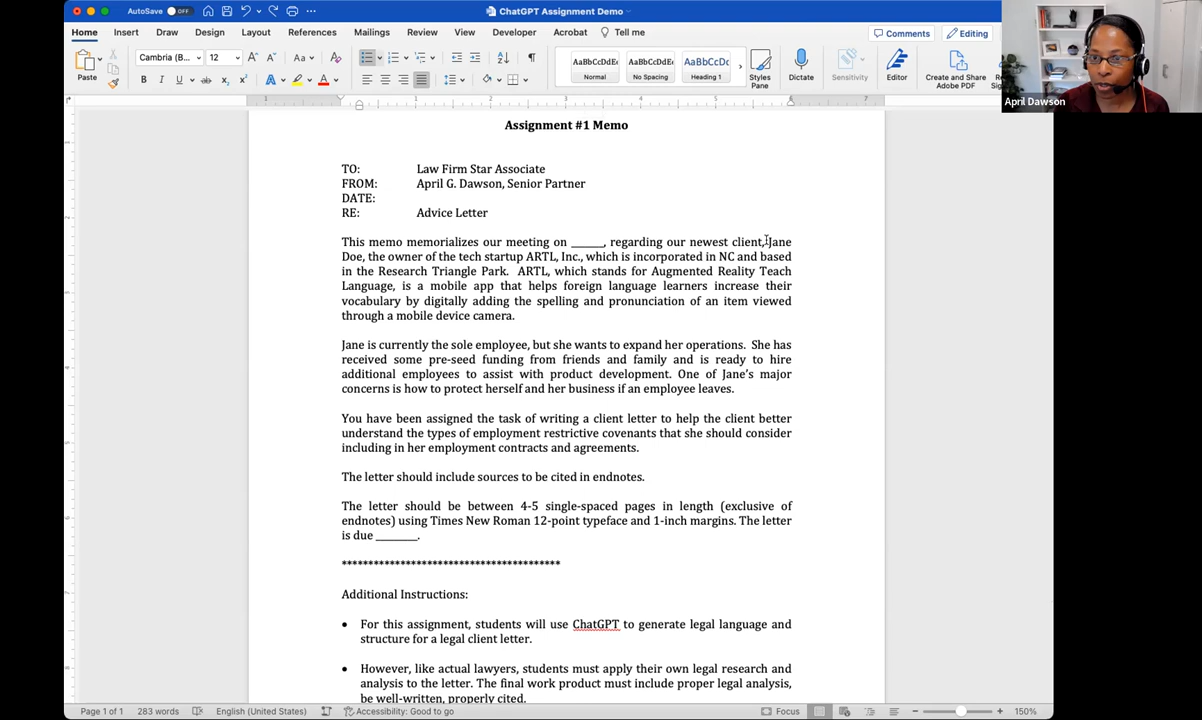 AutoSave OFF
ChatGPT Assignment Demo
Home Insert Draw Design Layout References Mailings Review View Developer Acrobat Tell me Comments Editing
Paste
Cambria (B... 12 Aa
AaBbCcDdEe AaBbCcDdEe AaBbCcDc
Normal No Spacing Heading 1
Styles Pane
Dictate
Sensitivity
Editor
Create and Share Adobe PDF
April Dawson
1 1 2 3 4 5 6 7
Assignment #1 Memo
TO: Law Firm Star Associate
FROM: April G. Dawson, Senior Partner
DATE:
RE: Advice Letter
This memo memorializes our meeting on ______, regarding our newest client, Jane
Doe, the owner of the tech startup ARTL, Inc., which is incorporated in NC and based
in the Research Triangle Park. ARTL, which stands for Augmented Reality Teach
Language, is a mobile app that helps foreign language learners increase their
vocabulary by digitally adding the spelling and pronunciation of an item viewed
through a mobile device camera.
Jane is currently the sole employee, but she wants to expand her operations. She has
received some pre-seed funding from friends and family and is ready to hire
additional employees to assist with product development. One of Jane's major
concerns is how to protect herself and her business if an employee leaves.
You have been assigned the task of writing a client letter to help the client better
understand the types of employment restrictive covenants that she should consider
including in her employment contracts and agreements.
The letter should include sources to be cited in endnotes.
The letter should be between 4-5 single-spaced pages in length (exclusive of
endnotes) using Times New Roman 12-point typeface and 1-inch margins. The letter
is due ________.
******************************************
Additional Instructions:
• For this assignment, students will use ChatGPT to generate legal language and
structure for a legal client letter.
• However, like actual lawyers, students must apply their own legal research and
analysis to the letter. The final work product must include proper legal analysis,
be well-written, properly cited.
Page 1 of 1 283 words English (United States) Accessibility: Good to go Focus 150%